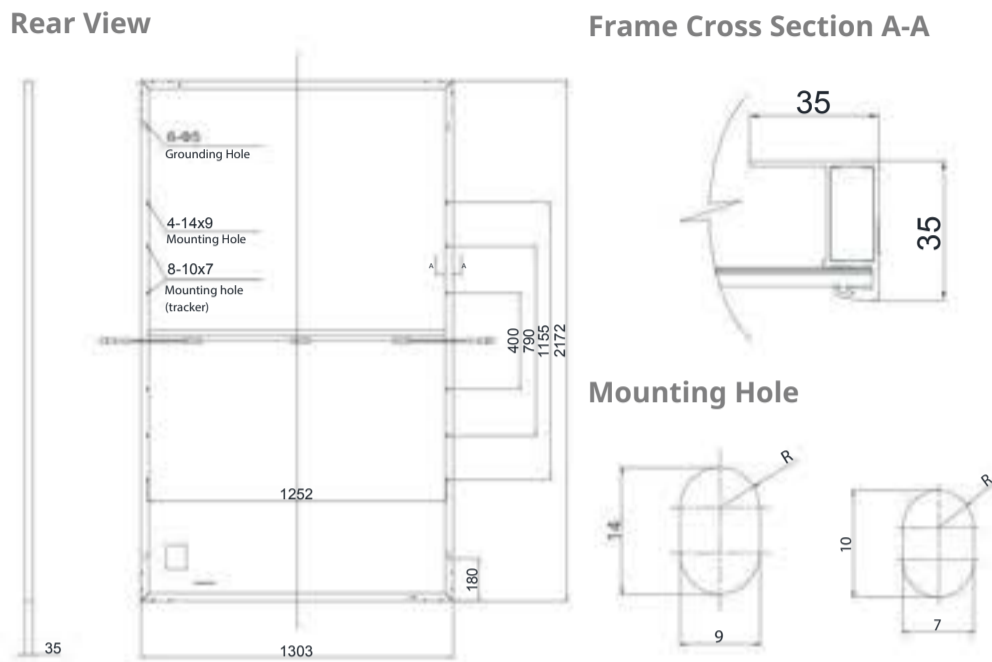 Rear View
Frame Cross Section A-A
35
35
6-Φ5
Grounding Hole
4-14x9
Mounting Hole
8-10x7
Mounting hole
(tracker)
A
A
400
790
1155
2172
1252
180
35
1303
Mounting Hole
R
14
9
R
10
7